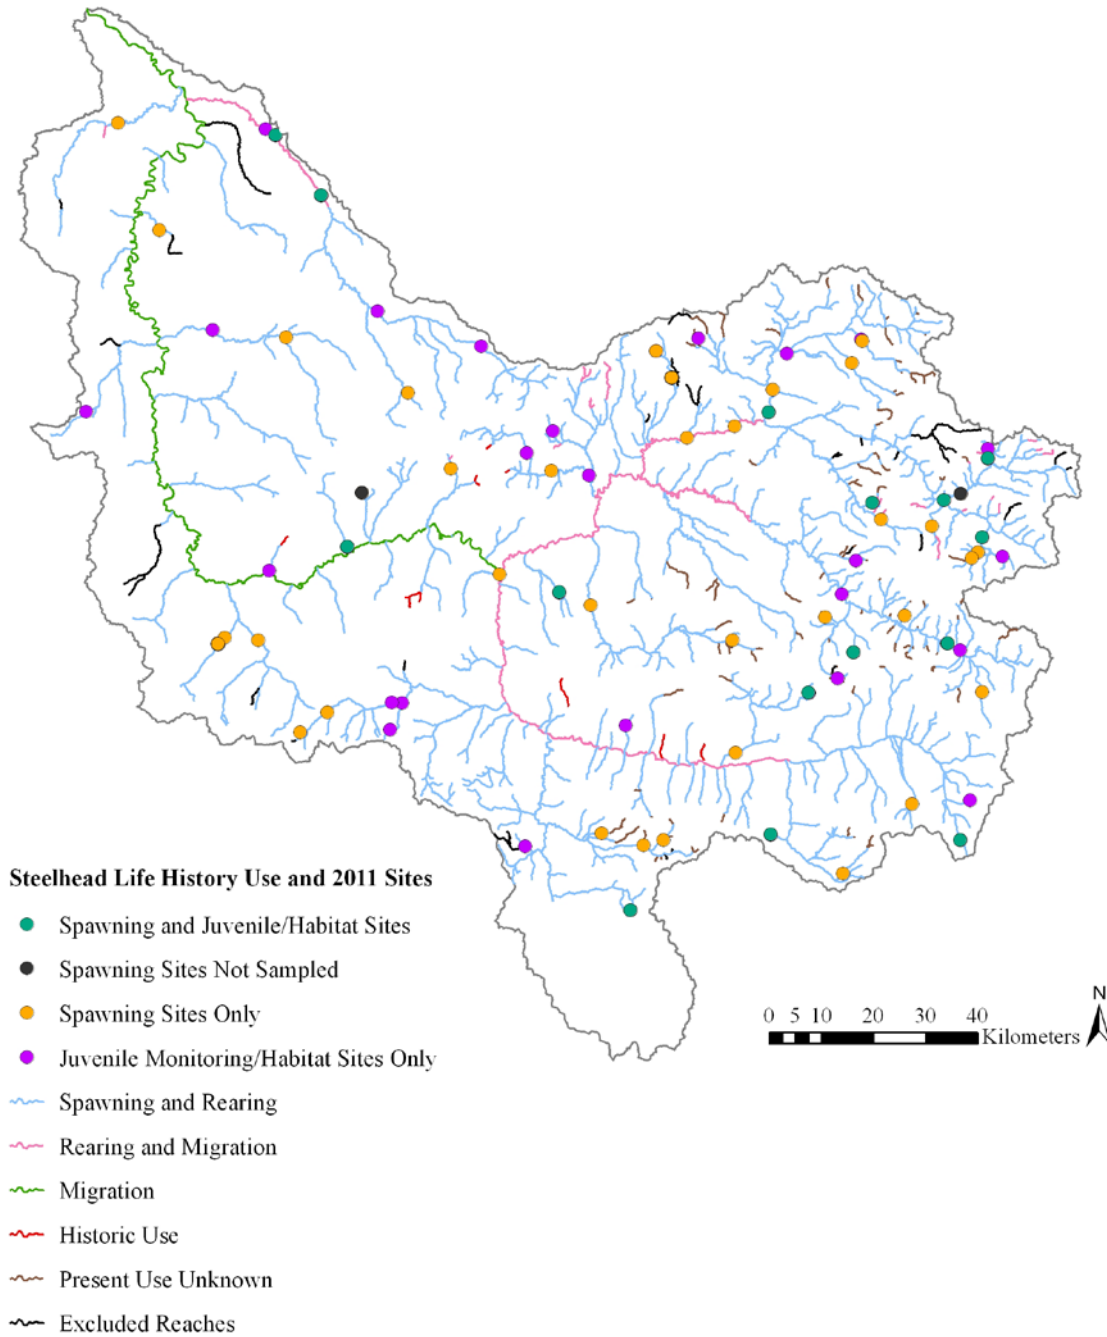 Steelhead Life History Use and 2011 Sites
Spawning and Juvenile/Habitat Sites
Spawning Sites Not Sampled
Spawning Sites Only
Juvenile Monitoring/Habitat Sites Only
Spawning and Rearing
Rearing and Migration
Migration
Historic Use
Present Use Unknown
Excluded Reaches
N
0 5 10 20 30 40
Kilometers